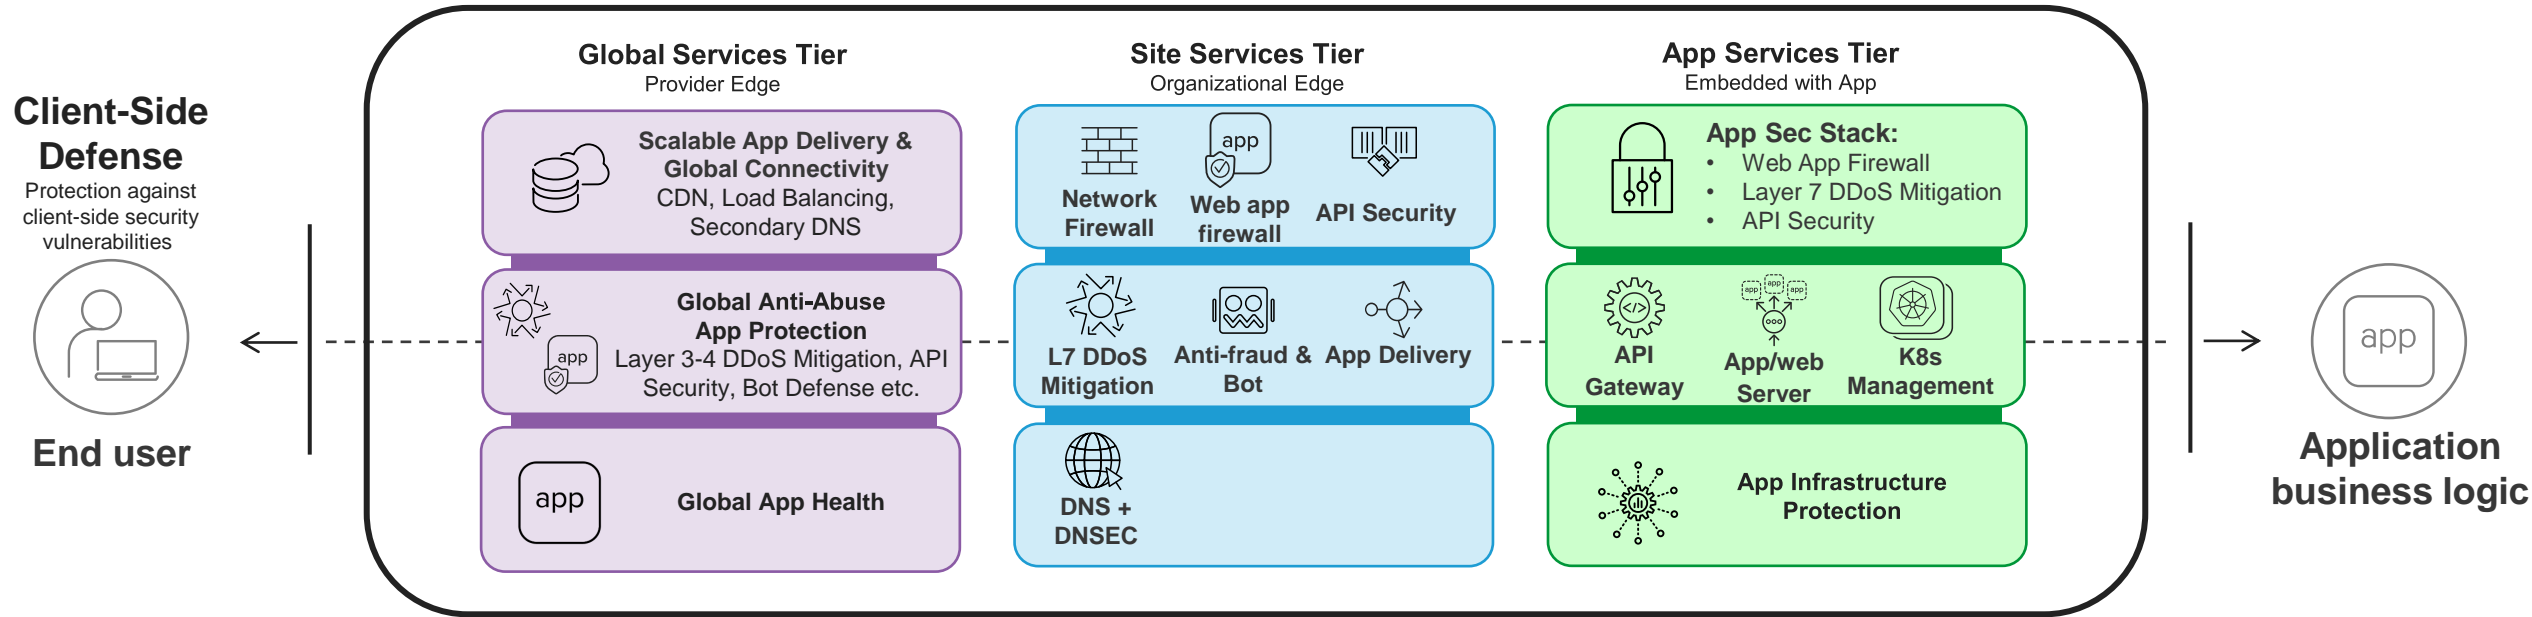 Client-Side
Defense
Protection against
client-side security
vulnerabilities
End user
Global Services Tier
Provider Edge
Scalable App Delivery &
Global Connectivity
CDN, Load Balancing,
Secondary DNS
app
Global Anti-Abuse
App Protection
Layer 3-4 DDoS Mitigation, API
Security, Bot Defense etc.
app
Global App Health
Site Services Tier
Organizational Edge
Network
Firewall
app
Web app
firewall
API Security
L7 DDoS
Mitigation
Anti-fraud &
Bot
App Delivery
DNS +
DNSEC
App Services Tier
Embedded with App
App Sec Stack:
• Web App Firewall
• Layer 7 DDoS Mitigation
• API Security
</>
API
Gateway
app app app
App/web
Server
K8s
Management
App Infrastructure
Protection
app
Application
business logic